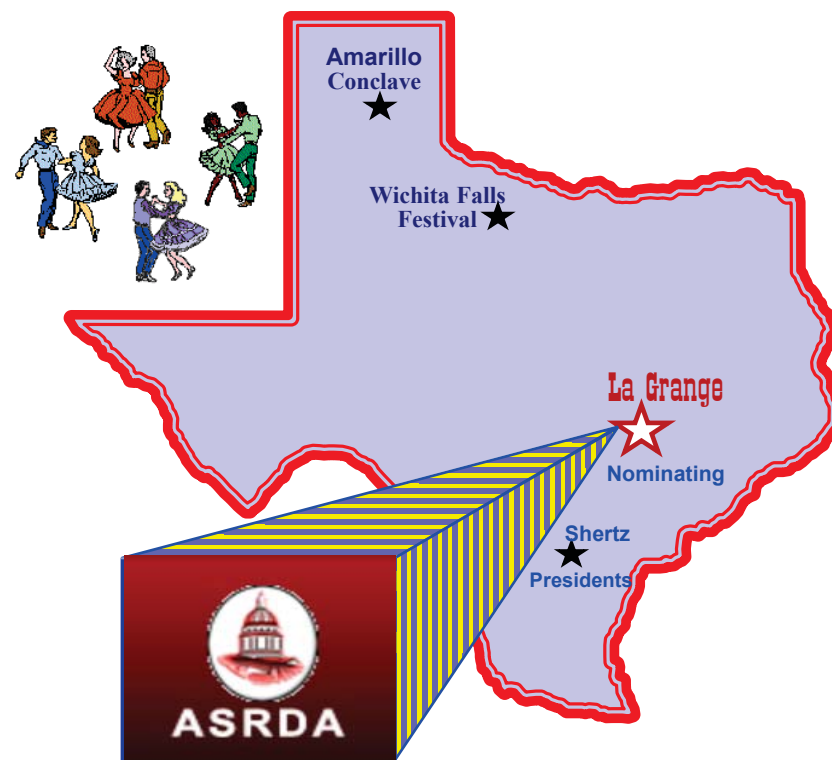 Amarillo
Conclave
Wichita Falls
Festival
La Grange
Nominating
Shertz
Presidents
ASRDA